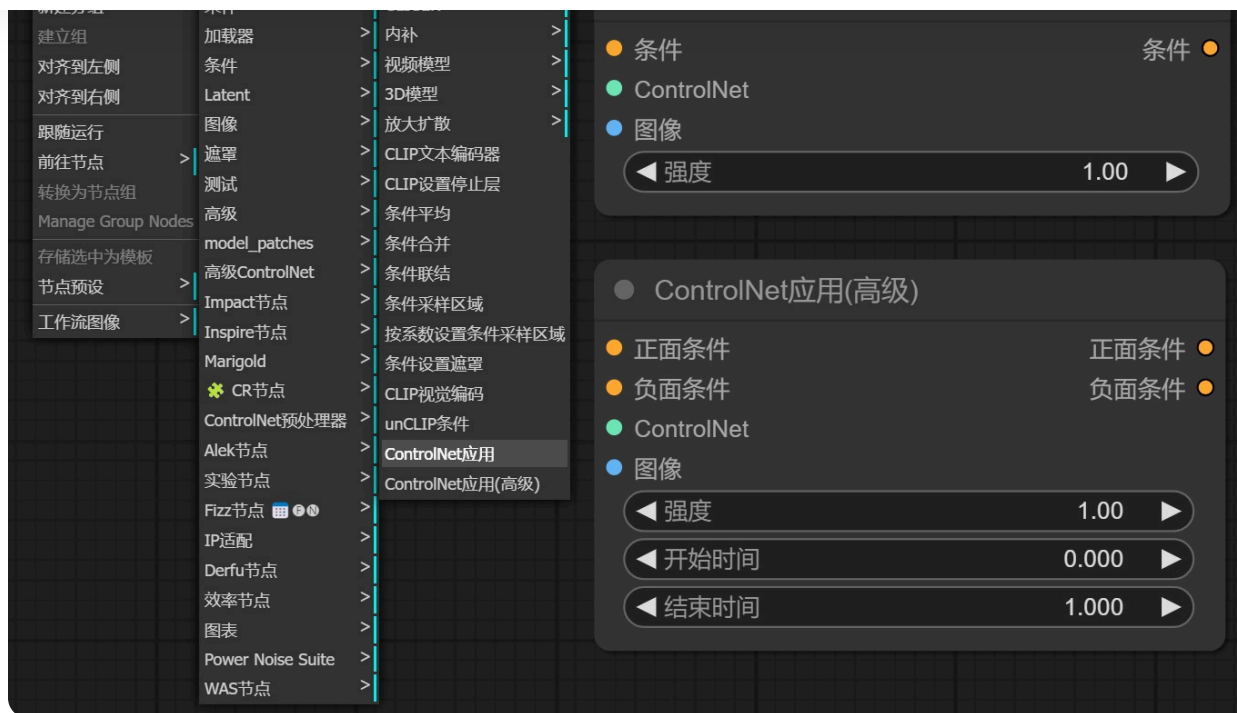 建立组
对齐到左侧
对齐到右侧
跟随运行
前往节点 >
转换为节点组
Manage Group Nodes
存储选中为模板
节点预设 >
工作流图像 >
加载器 >
条件 >
Latent >
图像 >
遮罩 >
测试 >
高级 >
model_patches >
高级ControlNet >
Impact节点 >
Inspire节点 >
Marigold >
CR节点 >
ControlNet预处理器 >
Alek节点 >
实验节点 >
Fizz节点 🅕🅝 >
IP适配 >
Derfu节点 >
效率节点 >
图表 >
Power Noise Suite >
WAS节点 >
内补 >
视频模型 >
3D模型 >
放大扩散 >
CLIP文本编码器
CLIP设置停止层
条件平均
条件合并
条件联结
条件采样区域
按系数设置条件采样区域
条件设置遮罩
CLIP视觉编码
unCLIP条件
ControlNet应用
ControlNet应用(高级)
条件 条件
ControlNet
图像
强度 1.00
ControlNet应用(高级)
正面条件 正面条件
负面条件 负面条件
ControlNet
图像
强度 1.00
开始时间 0.000
结束时间 1.000